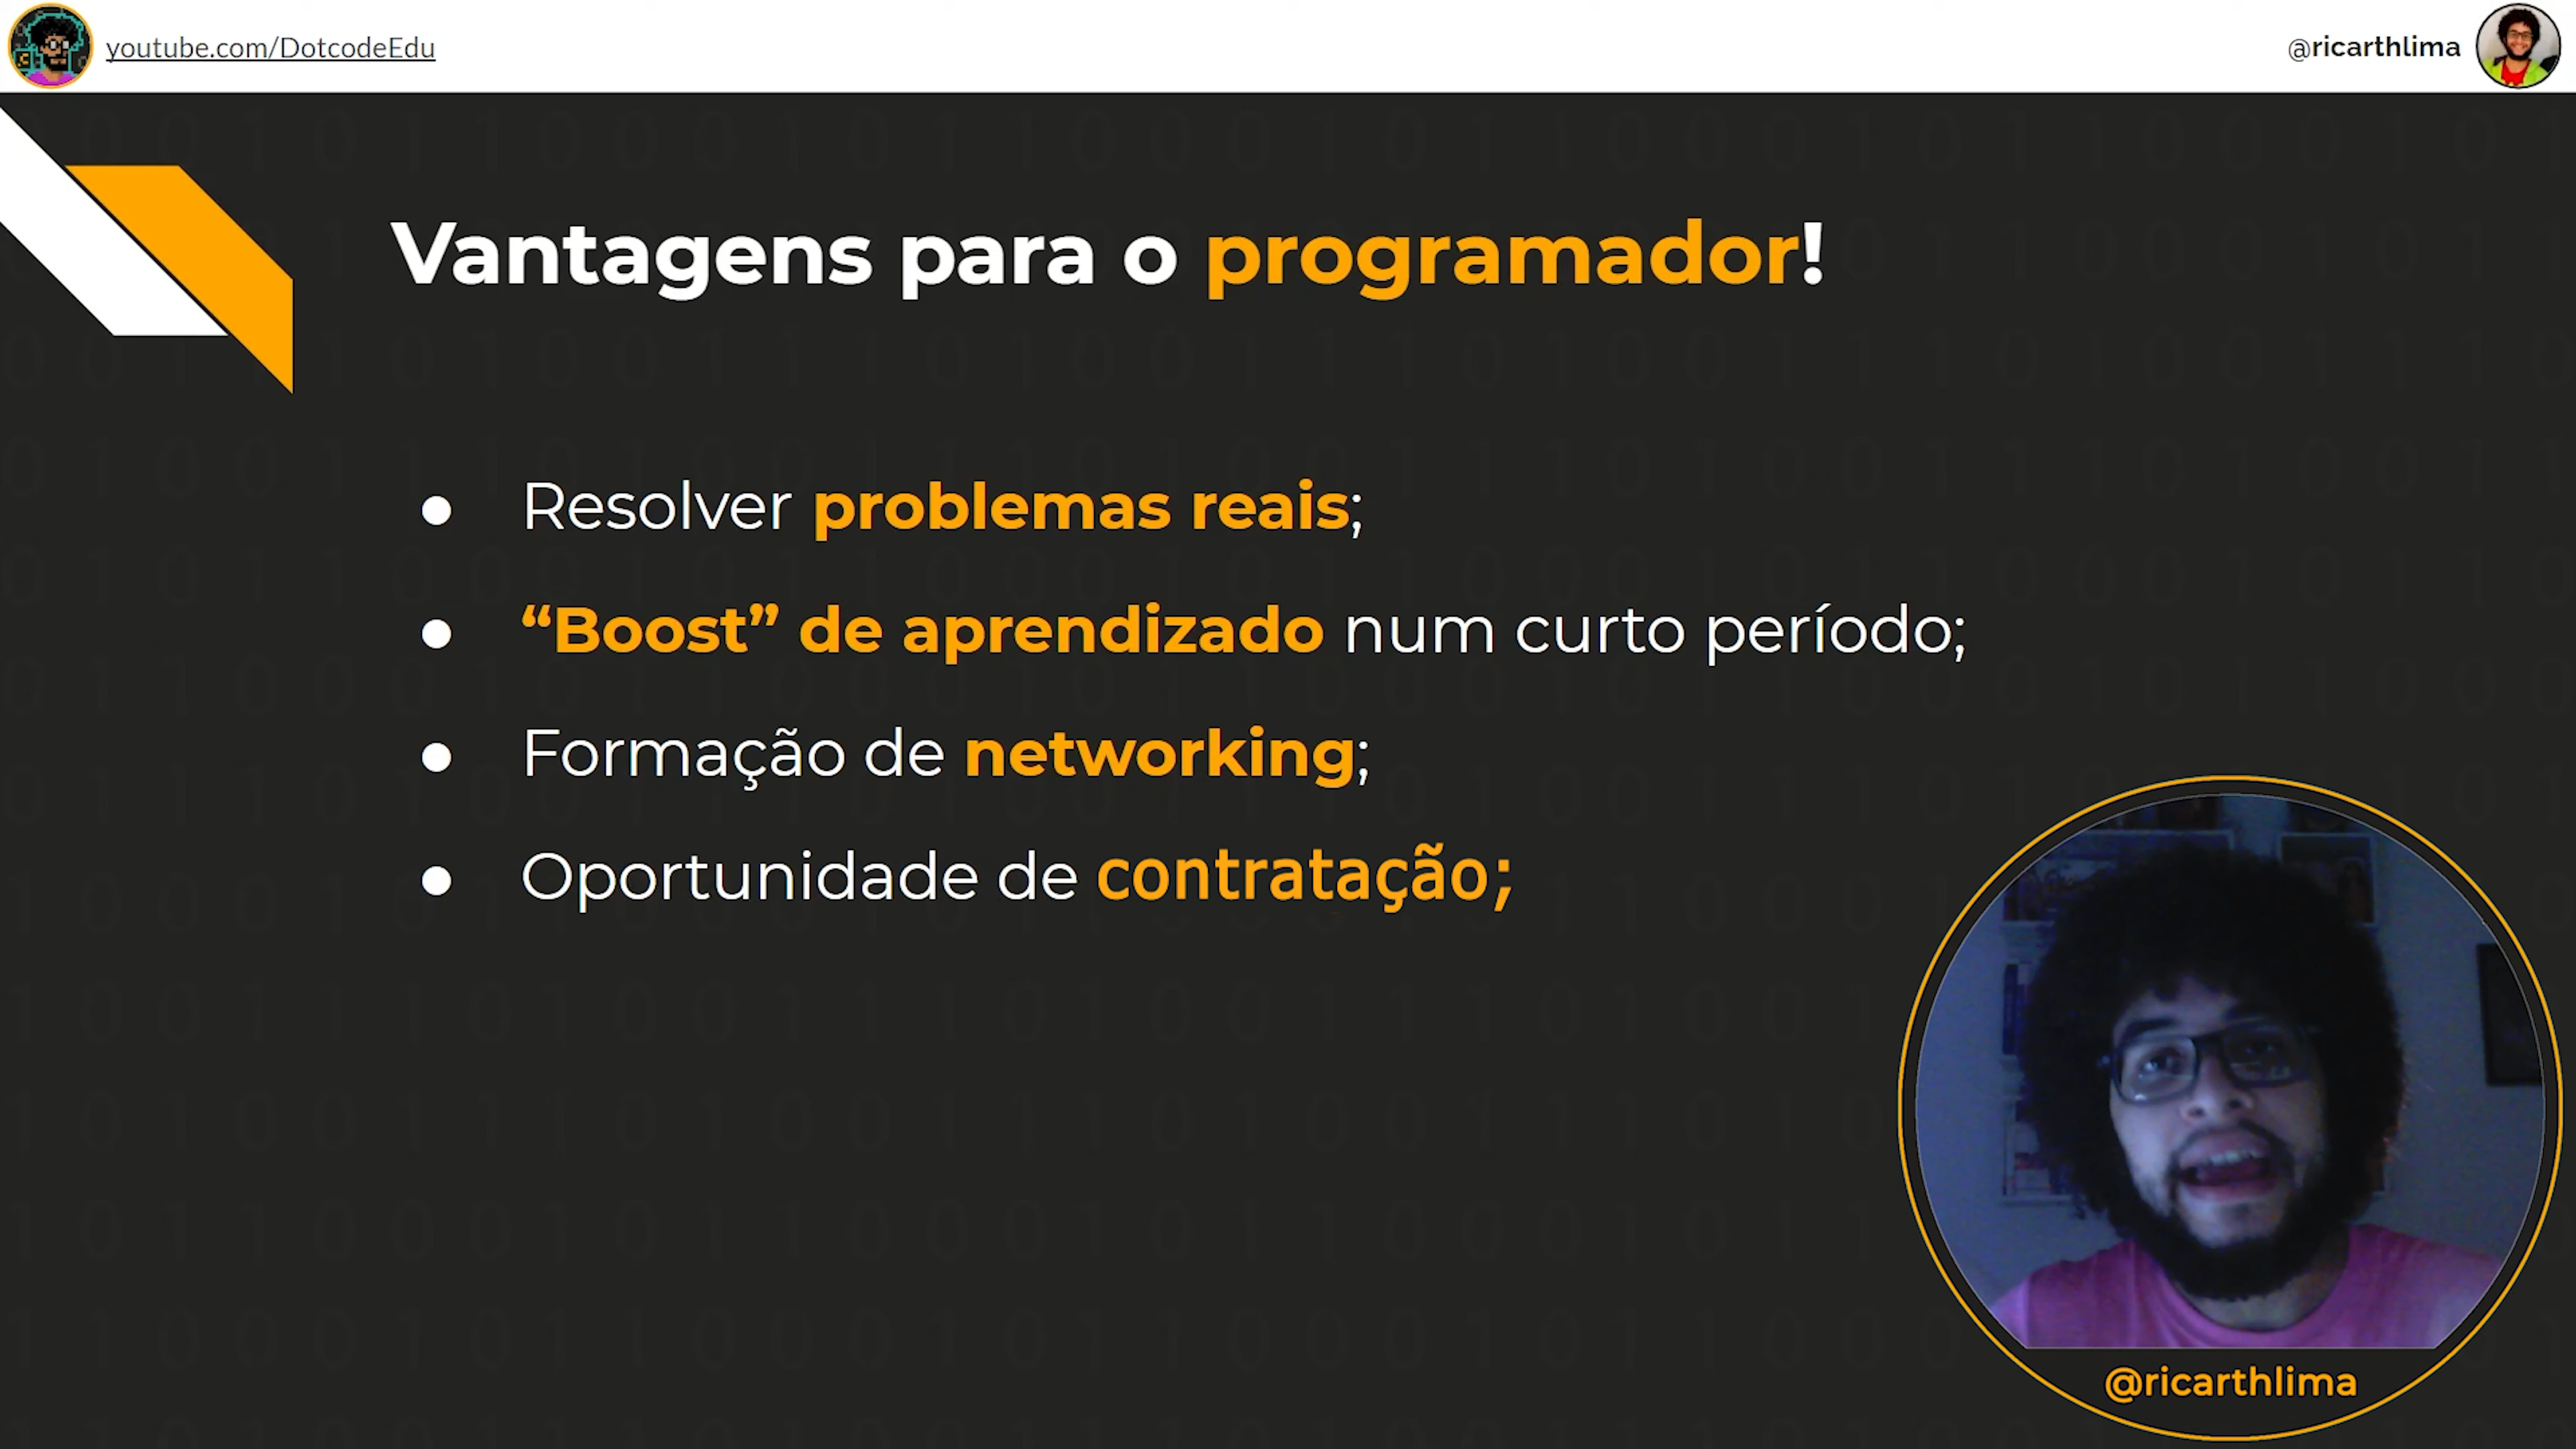 youtube.com/DotcodeEdu
@ricarthlima
Vantagens para o programador!
● Resolver problemas reais;
● “Boost” de aprendizado num curto período;
● Formação de networking;
● Oportunidade de contratação;
@ricarthlima